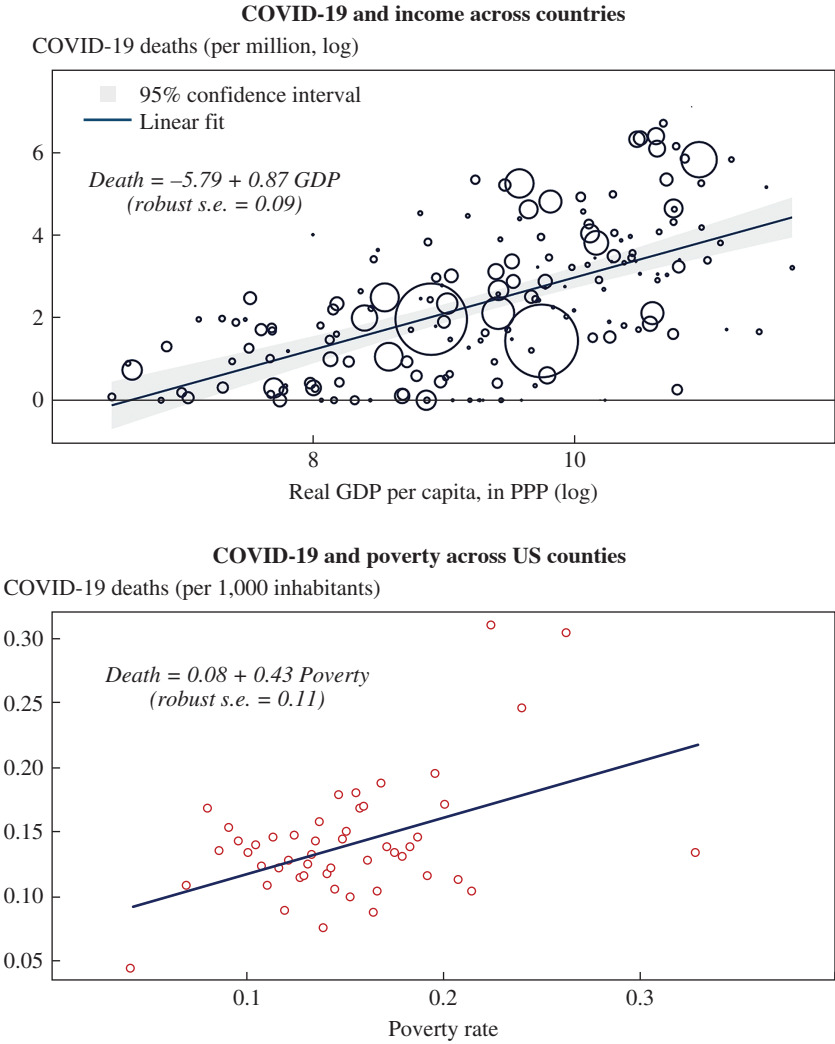 COVID-19 and income across countries
COVID-19 deaths (per million, log)
95% confidence interval
Linear fit
Death = –5.79 + 0.87 GDP
(robust s.e. = 0.09)
6
4
2
0
8 10
Real GDP per capita, in PPP (log)
COVID-19 and poverty across US counties
COVID-19 deaths (per 1,000 inhabitants)
0.30
Death = 0.08 + 0.43 Poverty
(robust s.e. = 0.11)
0.25
0.20
0.15
0.10
0.05
0.1 0.2 0.3
Poverty rate